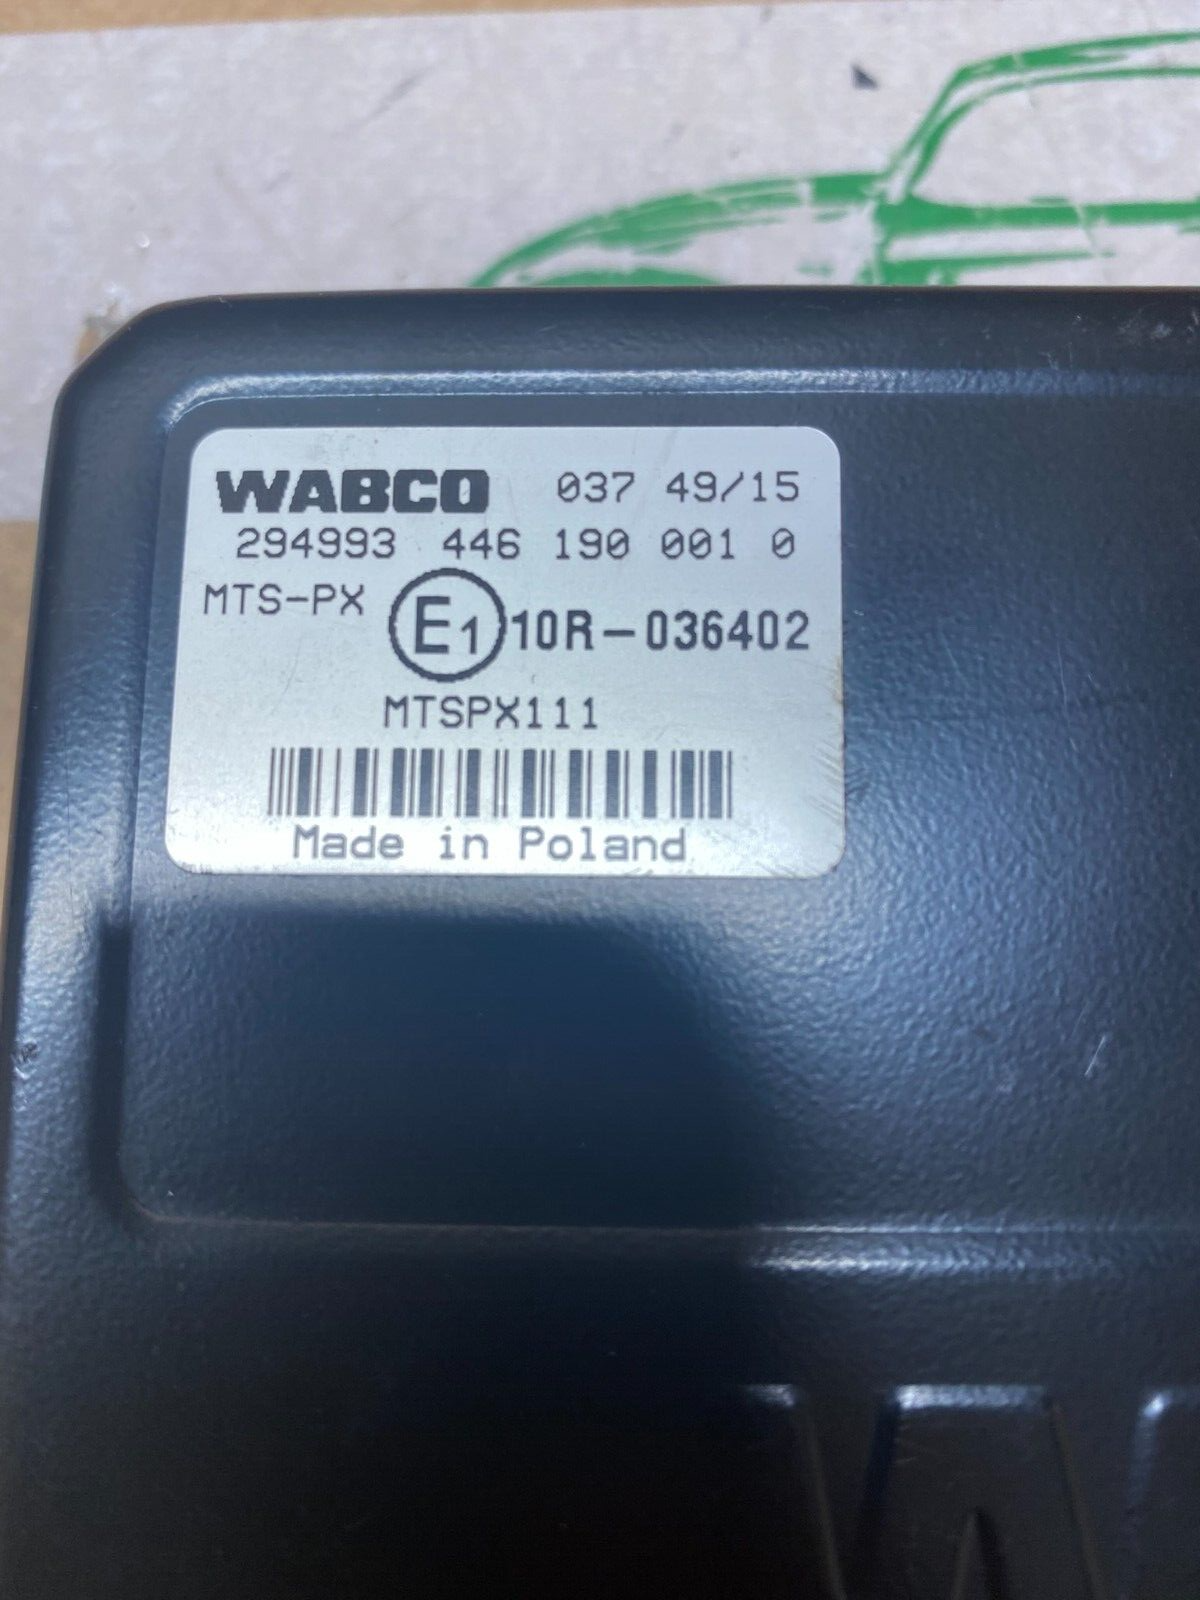 WABCO 037 49/15
294993 446 190 001 0
MTS-PX E1 10R-036402
MTSPX111
Made in Poland